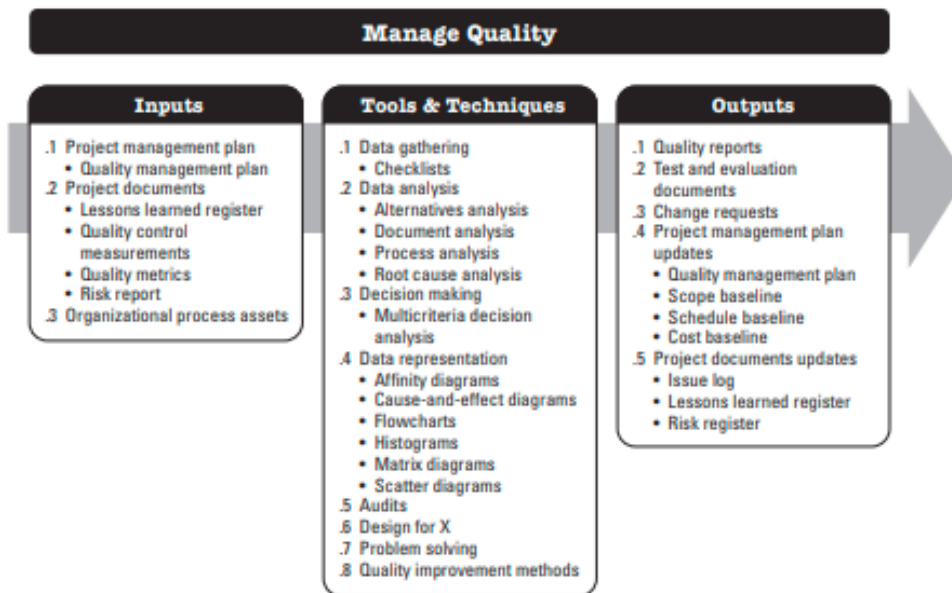 Manage Quality
Inputs
.1 Project management plan
• Quality management plan
.2 Project documents
• Lessons learned register
• Quality control
measurements
• Quality metrics
• Risk report
.3 Organizational process assets
Tools & Techniques
.1 Data gathering
• Checklists
.2 Data analysis
• Alternatives analysis
• Document analysis
• Process analysis
• Root cause analysis
.3 Decision making
• Multicriteria decision
analysis
.4 Data representation
• Affinity diagrams
• Cause-and-effect diagrams
• Flowcharts
• Histograms
• Matrix diagrams
• Scatter diagrams
.5 Audits
.6 Design for X
.7 Problem solving
.8 Quality improvement methods
Outputs
.1 Quality reports
.2 Test and evaluation
documents
.3 Change requests
.4 Project management plan
updates
• Quality management plan
• Scope baseline
• Schedule baseline
• Cost baseline
.5 Project documents updates
• Issue log
• Lessons learned register
• Risk register